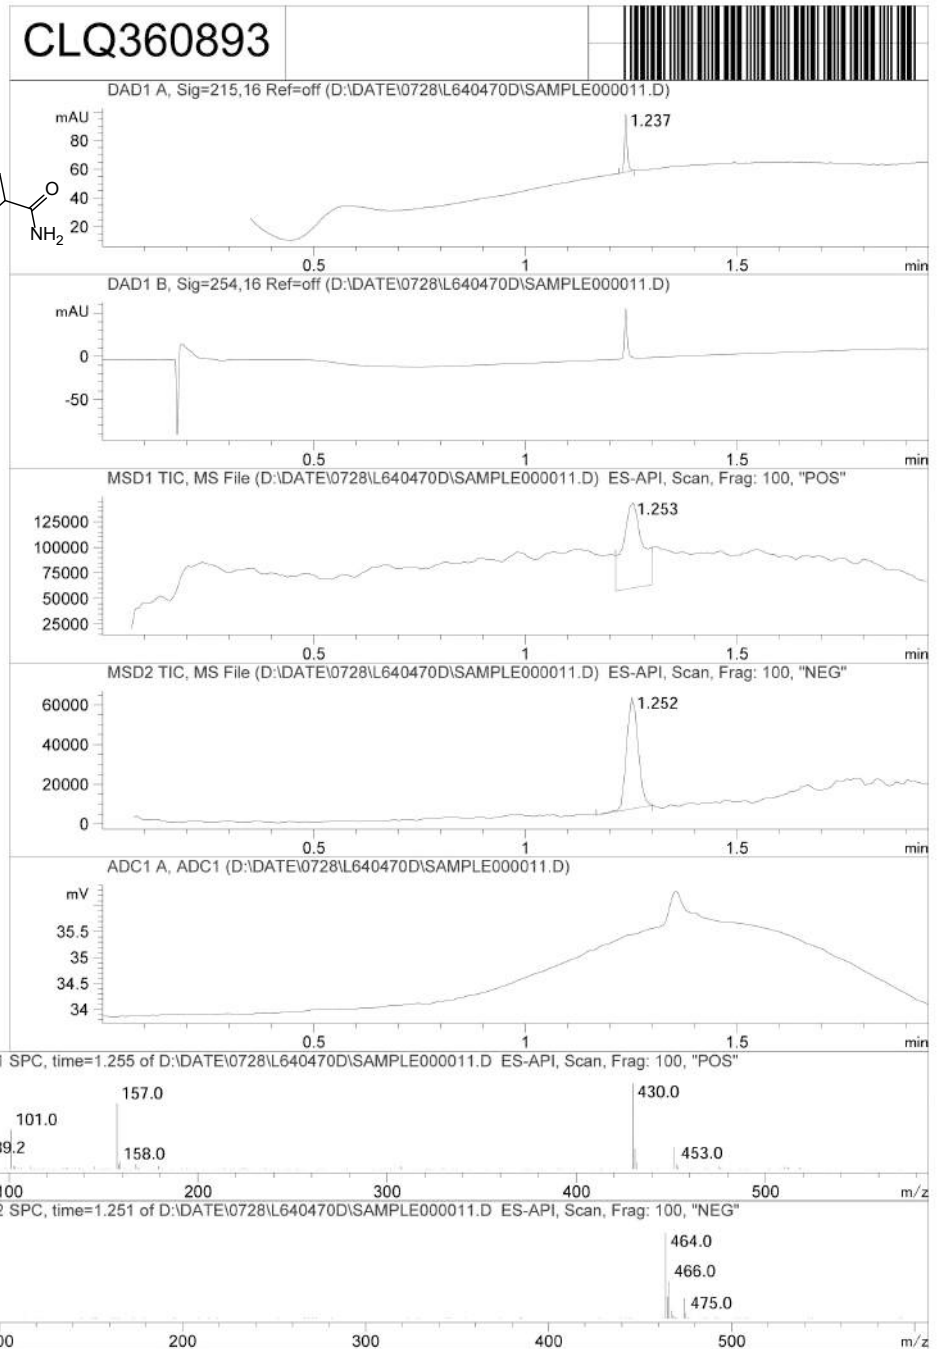 CLQ360893
DAD1 A, Sig=215,16 Ref=off (D:\DATE\0728\L640470D\SAMPLE000011.D)
mAU
80
60
40
20
1.237
0.5 1 1.5 min
O
NH2
DAD1 B, Sig=254,16 Ref=off (D:\DATE\0728\L640470D\SAMPLE000011.D)
mAU
0
-50
0.5 1 1.5 min
MSD1 TIC, MS File (D:\DATE\0728\L640470D\SAMPLE000011.D) ES-API, Scan, Frag: 100, "POS"
125000
100000
75000
50000
25000
1.253
0.5 1 1.5 min
MSD2 TIC, MS File (D:\DATE\0728\L640470D\SAMPLE000011.D) ES-API, Scan, Frag: 100, "NEG"
60000
40000
20000
0
1.252
0.5 1 1.5 min
ADC1 A, ADC1 (D:\DATE\0728\L640470D\SAMPLE000011.D)
mV
35.5
35
34.5
34
0.5 1 1.5 min
SPC, time=1.255 of D:\DATE\0728\L640470D\SAMPLE000011.D ES-API, Scan, Frag: 100, "POS"
157.0 430.0
101.0
9.2 158.0 453.0
100 200 300 400 500 m/z
SPC, time=1.251 of D:\DATE\0728\L640470D\SAMPLE000011.D ES-API, Scan, Frag: 100, "NEG"
464.0
466.0
475.0
00 200 300 400 500 m/z